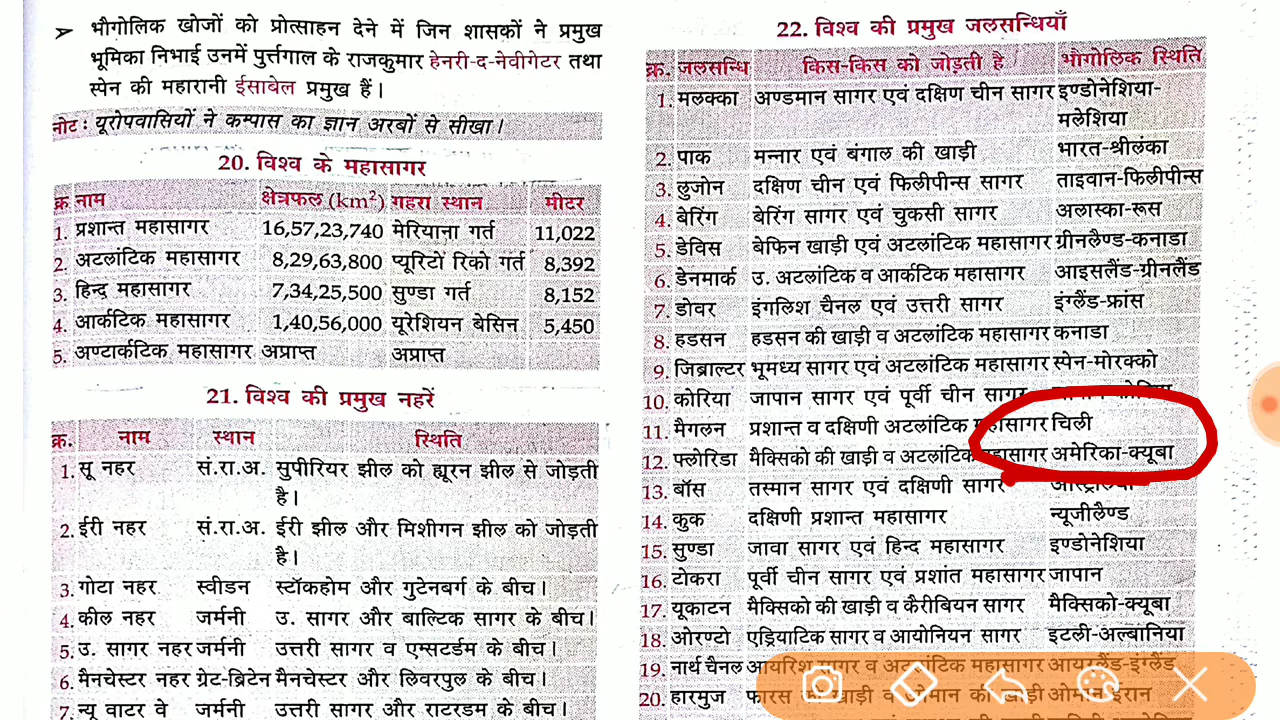 ➤ भौगोलिक खोजों को प्रोत्साहन देने में जिन शासकों ने प्रमुख
भूमिका निभाई उनमें पुर्त्तगाल के राजकुमार हेनरी-द-नेवीगेटर तथा
स्पेन की महारानी ईसाबेल प्रमुख हैं।
नोट : यूरोपवासियों ने कम्पास का ज्ञान अरबों से सीखा।
20. विश्व के महासागर
क्र नाम क्षेत्रफल (km²) गहरा स्थान मीटर
1. प्रशान्त महासागर 16,57,23,740 मेरियाना गर्त 11,022
2. अटलांटिक महासागर 8,29,63,800 प्यूरिटों रिको गर्त 8,392
3. हिन्द महासागर 7,34,25,500 सुण्डा गर्त 8,152
4. आर्कटिक महासागर 1,40,56,000 यूरेशियन बेसिन 5,450
5. अण्टार्कटिक महासागर अप्राप्त अप्राप्त
21. विश्व की प्रमुख नहरें
क्र. नाम स्थान स्थिति
1. सू नहर सं.रा.अ. सुपीरियर झील को ह्यूरन झील से जोड़ती
है।
2. ईरी नहर सं.रा.अ. ईरी झील और मिशीगन झील को जोड़ती
है।
3. गोटा नहर स्वीडन स्टॉकहोम और गुटेनबर्ग के बीच।
4. कील नहर जर्मनी उ. सागर और बाल्टिक सागर के बीच।
5. उ. सागर नहर जर्मनी उत्तरी सागर व एम्सटर्डम के बीच।
6. मैनचेस्टर नहर ग्रेट-ब्रिटेन मैनचेस्टर और लिवरपुल के बीच।
7. न्यू वाटर वे जर्मनी उत्तरी सागर और राटरडम के बीच।
22. विश्व की प्रमुख जलसन्धियाँ
क्र. जलसन्धि किस-किस को जोड़ती है भौगोलिक स्थिति
1. मलक्का अण्डमान सागर एवं दक्षिण चीन सागर इण्डोनेशिया-
मलेशिया
2. पाक मन्नार एवं बंगाल की खाड़ी भारत-श्रीलंका
3. लुजोन दक्षिण चीन एवं फिलीपीन्स सागर ताइवान-फिलीपीन्स
4. बेरिंग बेरिंग सागर एवं चुकसी सागर अलास्का-रूस
5. डेविस बेफिन खाड़ी एवं अटलांटिक महासागर ग्रीनलैण्ड-कनाडा
6. डेनमार्क उ. अटलांटिक व आर्कटिक महासागर आइसलैंड-ग्रीनलैंड
7. डोवर इंगलिश चैनल एवं उत्तरी सागर इंग्लैंड-फ्रांस
8. हडसन हडसन की खाड़ी व अटलांटिक महासागर कनाडा
9. जिब्राल्टर भूमध्य सागर एवं अटलांटिक महासागर स्पेन-मोरक्को
10. कोरिया जापान सागर एवं पूर्वी चीन सागर
11. मैगलन प्रशान्त व दक्षिणी अटलांटिक महासागर चिली
12. फ्लोरिडा मैक्सिको की खाड़ी व अटलांटिक महासागर अमेरिका-क्यूबा
13. बॉस तस्मान सागर एवं दक्षिणी सागर ऑस्ट्रेलिया
14. कुक दक्षिणी प्रशान्त महासागर न्यूजीलैण्ड
15. सुण्डा जावा सागर एवं हिन्द महासागर इण्डोनेशिया
16. टोकरा पूर्वी चीन सागर एवं प्रशांत महासागर जापान
17. यूकाटन मैक्सिको की खाड़ी व कैरीबियन सागर मैक्सिको-क्यूबा
18. ओरण्टो एड्रियाटिक सागर व आयोनियन सागर इटली-अल्बानिया
19. नार्थ चैनल आयरिश सागर व अटलांटिक महासागर आयरलैंड-इंग्लैंड
20. हारमुज फारस खाड़ी व ओमान की खाड़ी ओमान ईरान